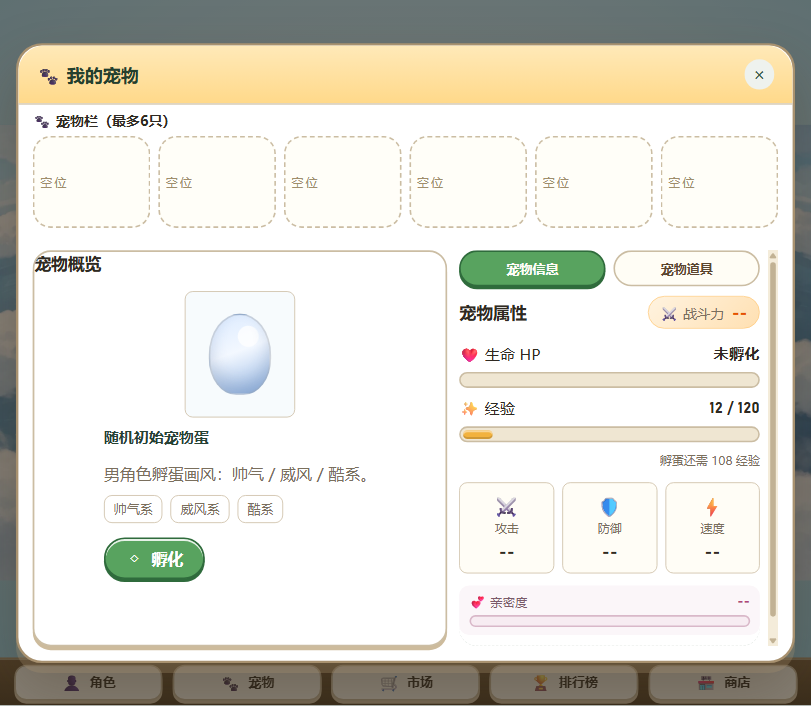 我的宠物
×
宠物栏（最多6只）
空位 空位 空位 空位 空位 空位
宠物概览
随机初始宠物蛋
男角色孵蛋画风：帅气 / 威风 / 酷系。
帅气系 威风系 酷系
孵化
宠物信息 宠物道具
宠物属性 战斗力 --
生命 HP 未孵化
经验 12 / 120
孵蛋还需 108 经验
攻击 防御 速度
-- -- --
亲密度 --
角色 宠物 市场 排行榜 商店